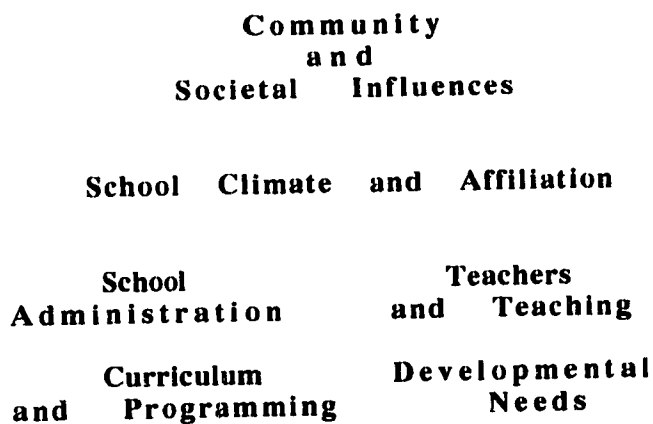 Community
and
Societal Influences
School Climate and Affiliation
School
Administration
Teachers
and Teaching
Curriculum
and Programming
Developmental
Needs